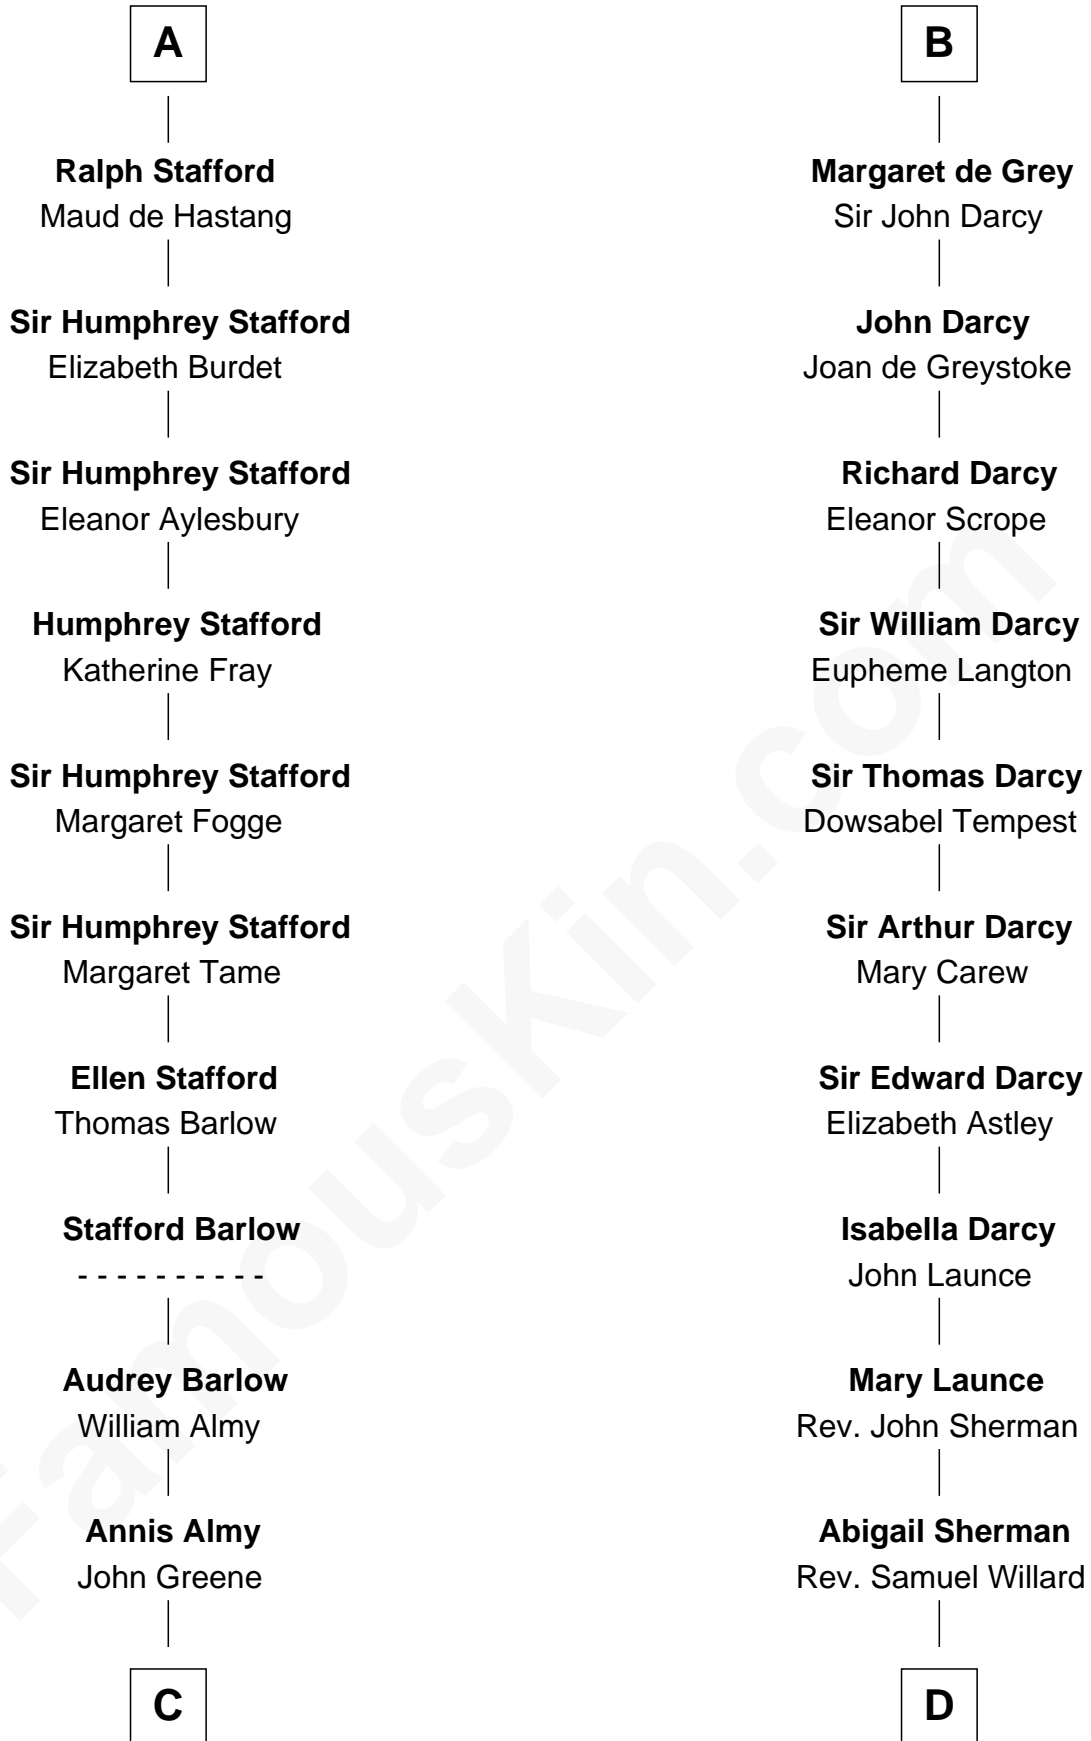 A
Ralph Stafford
Maud de Hastang
Sir Humphrey Stafford
Elizabeth Burdet
Sir Humphrey Stafford
Eleanor Aylesbury
Humphrey Stafford
Katherine Fray
Sir Humphrey Stafford
Margaret Fogge
Sir Humphrey Stafford
Margaret Tame
Ellen Stafford
Thomas Barlow
Stafford Barlow
- - - - - - - - - -
Audrey Barlow
William Almy
Annis Almy
John Greene
C
B
Margaret de Grey
Sir John Darcy
John Darcy
Joan de Greystoke
Richard Darcy
Eleanor Scrope
Sir William Darcy
Eupheme Langton
Sir Thomas Darcy
Dowsabel Tempest
Sir Arthur Darcy
Mary Carew
Sir Edward Darcy
Elizabeth Astley
Isabella Darcy
John Launce
Mary Launce
Rev. John Sherman
Abigail Sherman
Rev. Samuel Willard
D
FamousKin.com